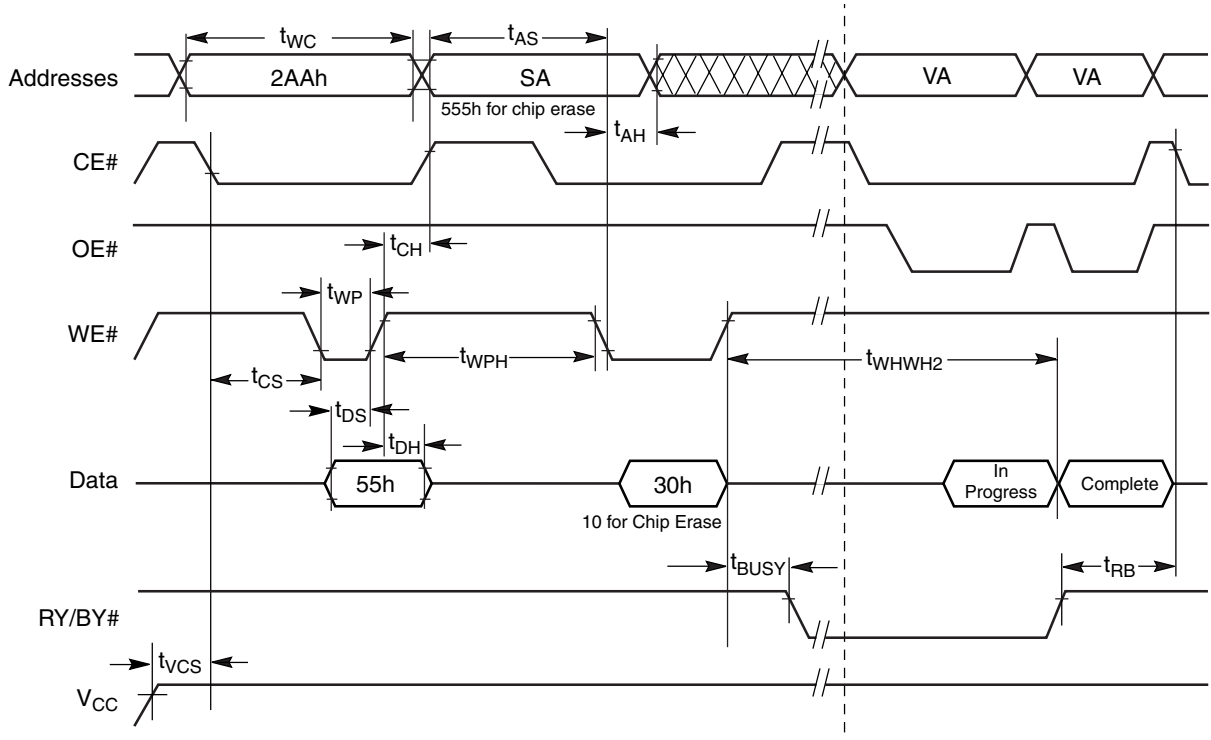 tWC
tAS
Addresses
2AAh
SA
VA
VA
555h for chip erase
tAH
CE#
OE#
tCH
tWP
WE#
tWPH
tWHWH2
tCS
tDS
tDH
Data
55h
30h
In
Progress
Complete
10 for Chip Erase
tBUSY
tRB
RY/BY#
tVCS
VCC